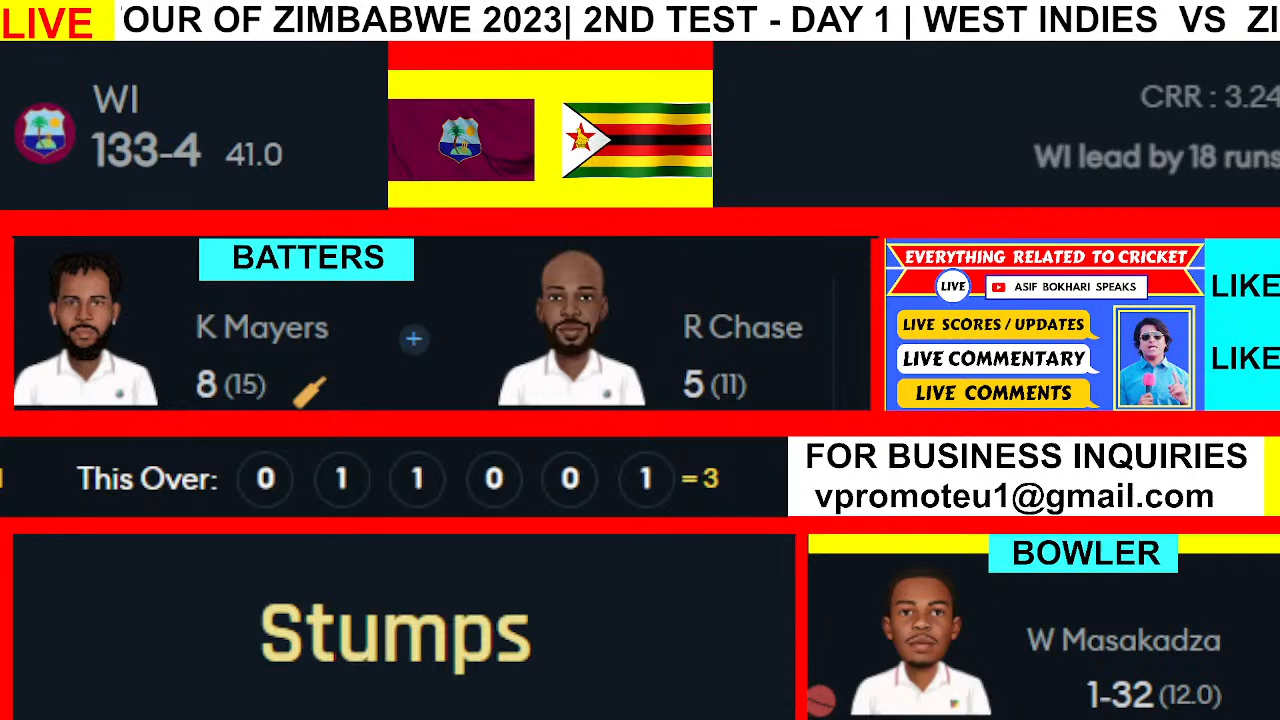 LIVE
OUR OF ZIMBABWE 2023| 2ND TEST - DAY 1 | WEST INDIES VS ZI
WI
133-4 41.0
CRR : 3.24
WI lead by 18 runs
BATTERS
K Mayers
8 (15)
R Chase
5 (11)
EVERYTHING RELATED TO CRICKET
LIVE
ASIF BOKHARI SPEAKS
LIVE SCORES / UPDATES
LIVE COMMENTARY
LIVE COMMENTS
LIKE
LIKE
This Over: 0 1 1 0 0 1 = 3
FOR BUSINESS INQUIRIES
vpromoteu1@gmail.com
Stumps
BOWLER
W Masakadza
1-32 (12.0)